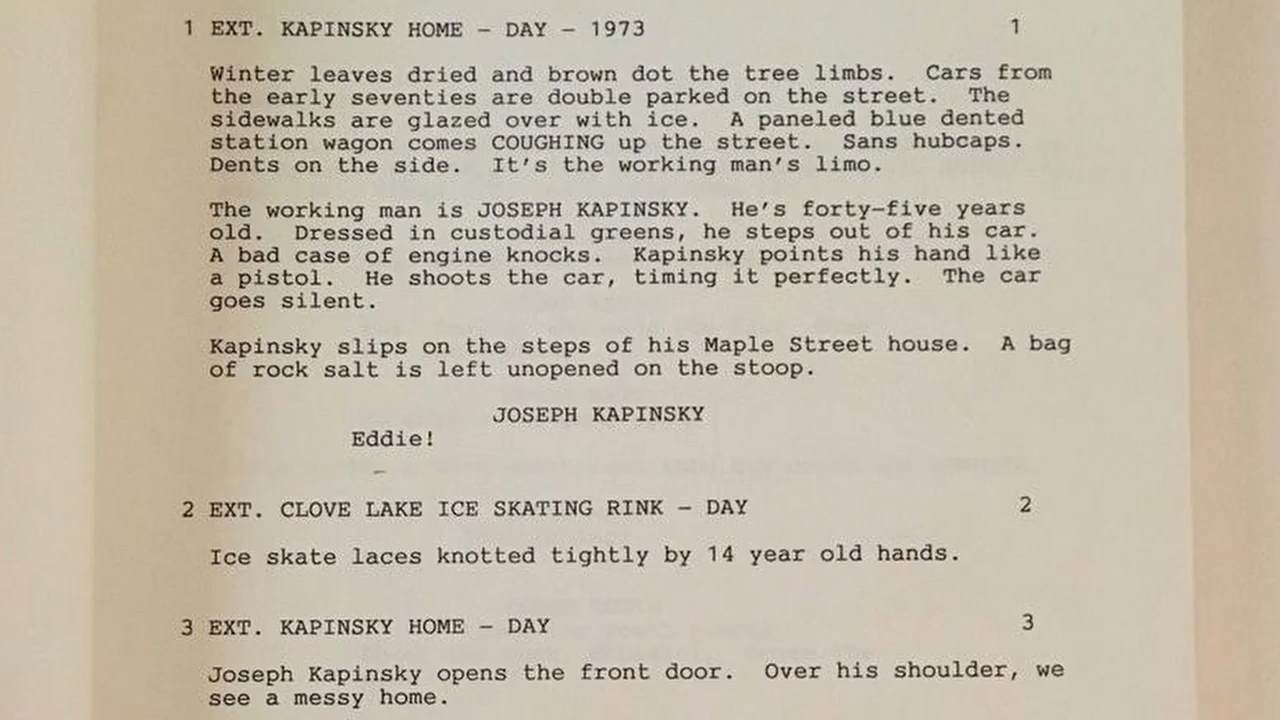 1 EXT. KAPINSKY HOME – DAY – 1973 1
Winter leaves dried and brown dot the tree limbs. Cars from
the early seventies are double parked on the street. The
sidewalks are glazed over with ice. A paneled blue dented
station wagon comes COUGHING up the street. Sans hubcaps.
Dents on the side. It's the working man's limo.
The working man is JOSEPH KAPINSKY. He's forty–five years
old. Dressed in custodial greens, he steps out of his car.
A bad case of engine knocks. Kapinsky points his hand like
a pistol. He shoots the car, timing it perfectly. The car
goes silent.
Kapinsky slips on the steps of his Maple Street house. A bag
of rock salt is left unopened on the stoop.
JOSEPH KAPINSKY
Eddie!
2 EXT. CLOVE LAKE ICE SKATING RINK – DAY 2
Ice skate laces knotted tightly by 14 year old hands.
3 EXT. KAPINSKY HOME – DAY 3
Joseph Kapinsky opens the front door. Over his shoulder, we
see a messy home.